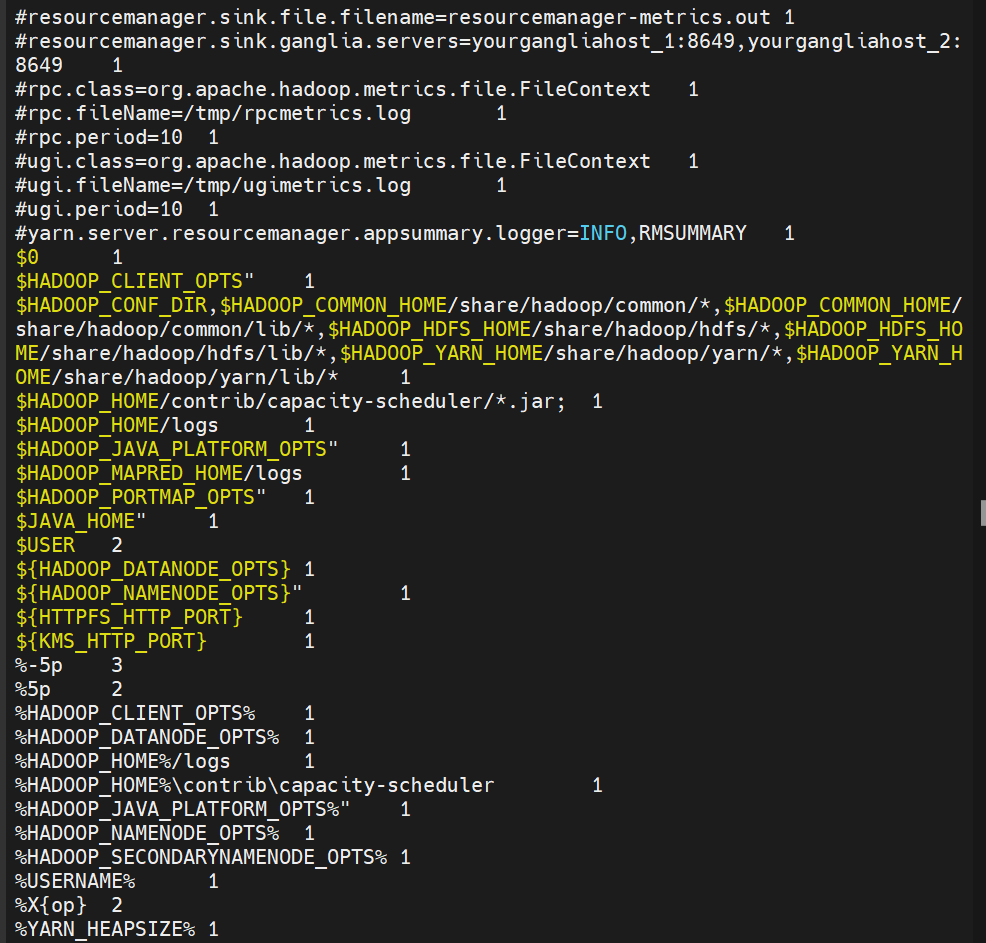 #resourcemanager.sink.file.filename=resourcemanager-metrics.out 1
#resourcemanager.sink.ganglia.servers=yourgangliahost_1:8649,yourgangliahost_2:
8649    1
#rpc.class=org.apache.hadoop.metrics.file.FileContext   1
#rpc.fileName=/tmp/rpcmetrics.log       1
#rpc.period=10  1
#ugi.class=org.apache.hadoop.metrics.file.FileContext   1
#ugi.fileName=/tmp/ugimetrics.log       1
#ugi.period=10  1
#yarn.server.resourcemanager.appsummary.logger=INFO,RMSUMMARY   1
$0      1
$HADOOP_CLIENT_OPTS"    1
$HADOOP_CONF_DIR,$HADOOP_COMMON_HOME/share/hadoop/common/*,$HADOOP_COMMON_HOME/
share/hadoop/common/lib/*,$HADOOP_HDFS_HOME/share/hadoop/hdfs/*,$HADOOP_HDFS_HO
ME/share/hadoop/hdfs/lib/*,$HADOOP_YARN_HOME/share/hadoop/yarn/*,$HADOOP_YARN_H
OME/share/hadoop/yarn/lib/*     1
$HADOOP_HOME/contrib/capacity-scheduler/*.jar;  1
$HADOOP_HOME/logs       1
$HADOOP_JAVA_PLATFORM_OPTS"     1
$HADOOP_MAPRED_HOME/logs        1
$HADOOP_PORTMAP_OPTS"   1
$JAVA_HOME"     1
$USER   2
${HADOOP_DATANODE_OPTS} 1
${HADOOP_NAMENODE_OPTS}"        1
${HTTPFS_HTTP_PORT}     1
${KMS_HTTP_PORT}        1
%-5p    3
%5p     2
%HADOOP_CLIENT_OPTS%    1
%HADOOP_DATANODE_OPTS%  1
%HADOOP_HOME%/logs      1
%HADOOP_HOME%\contrib\capacity-scheduler        1
%HADOOP_JAVA_PLATFORM_OPTS%"    1
%HADOOP_NAMENODE_OPTS%  1
%HADOOP_SECONDARYNAMENODE_OPTS% 1
%USERNAME%      1
%X{op}  2
%YARN_HEAPSIZE% 1